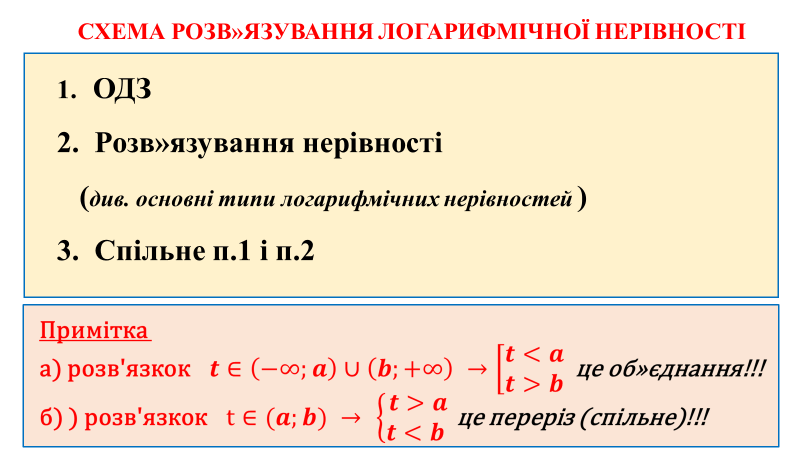 СХЕМА РОЗВ»ЯЗУВАННЯ ЛОГАРИФМІЧНОЇ НЕРІВНОСТІ
1. ОДЗ
2. Розв»язування нерівності
(див. основні типи логарифмічних нерівностей )
3. Спільне п.1 і п.2
Примітка
а) розв'язкок t ∈ (−∞; a) ∪ (b; +∞) → [t < a
t > b це об»єднання!!!
б) ) розв'язкок t ∈ (a; b) → {t > a
t < b це переріз (спільне)!!!